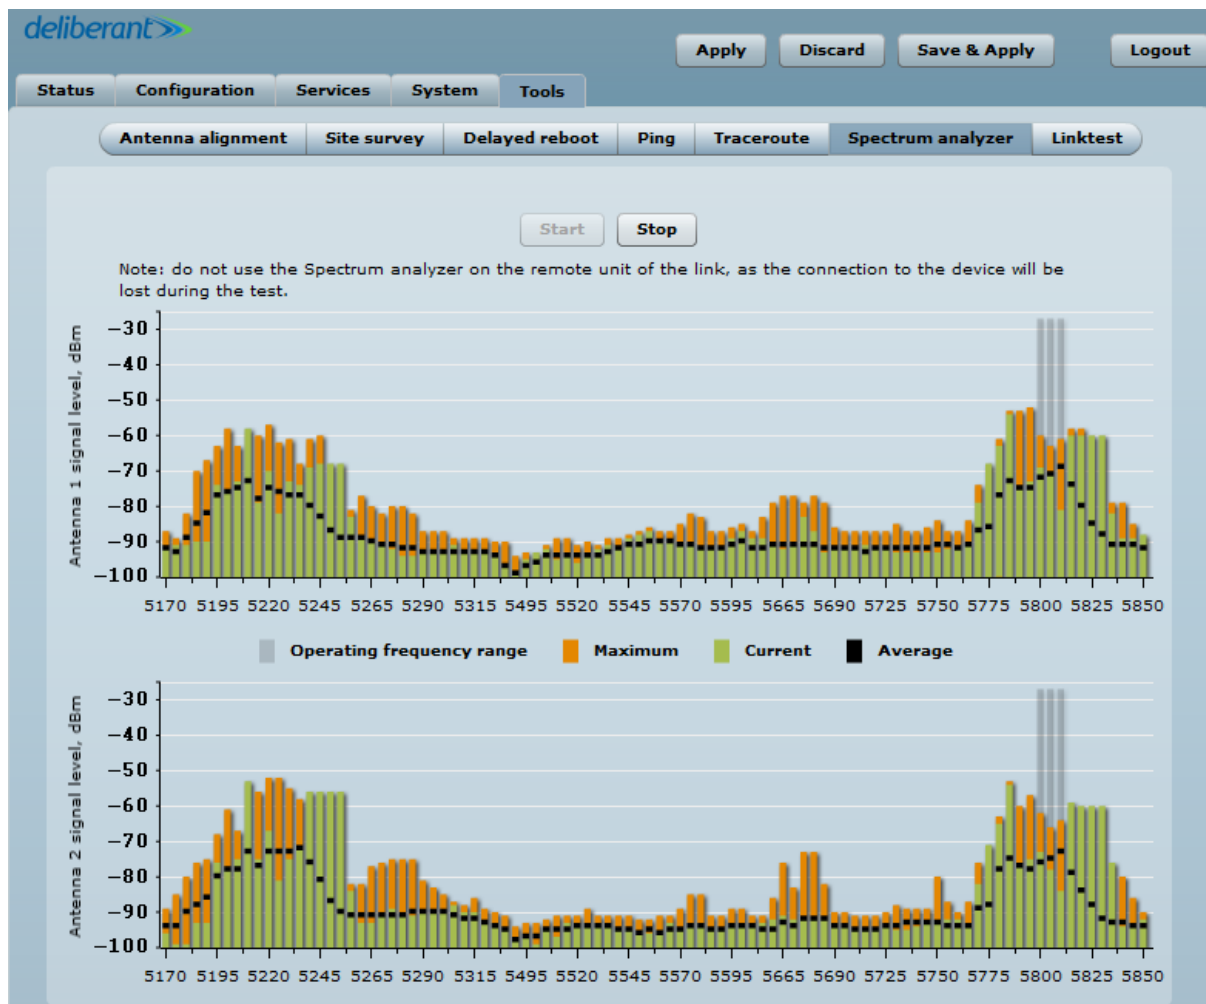 deliberant
Apply Discard Save & Apply Logout
Status Configuration Services System Tools
Antenna alignment Site survey Delayed reboot Ping Traceroute Spectrum analyzer Linktest
Start Stop
Note: do not use the Spectrum analyzer on the remote unit of the link, as the connection to the device will be
lost during the test.
Antenna 1 signal level, dBm
−30
−40
−50
−60
−70
−80
−90
−100
5170 5195 5220 5245 5265 5290 5315 5495 5520 5545 5570 5595 5665 5690 5725 5750 5775 5800 5825 5850
Operating frequency range Maximum Current Average
Antenna 2 signal level, dBm
−30
−40
−50
−60
−70
−80
−90
−100
5170 5195 5220 5245 5265 5290 5315 5495 5520 5545 5570 5595 5665 5690 5725 5750 5775 5800 5825 5850